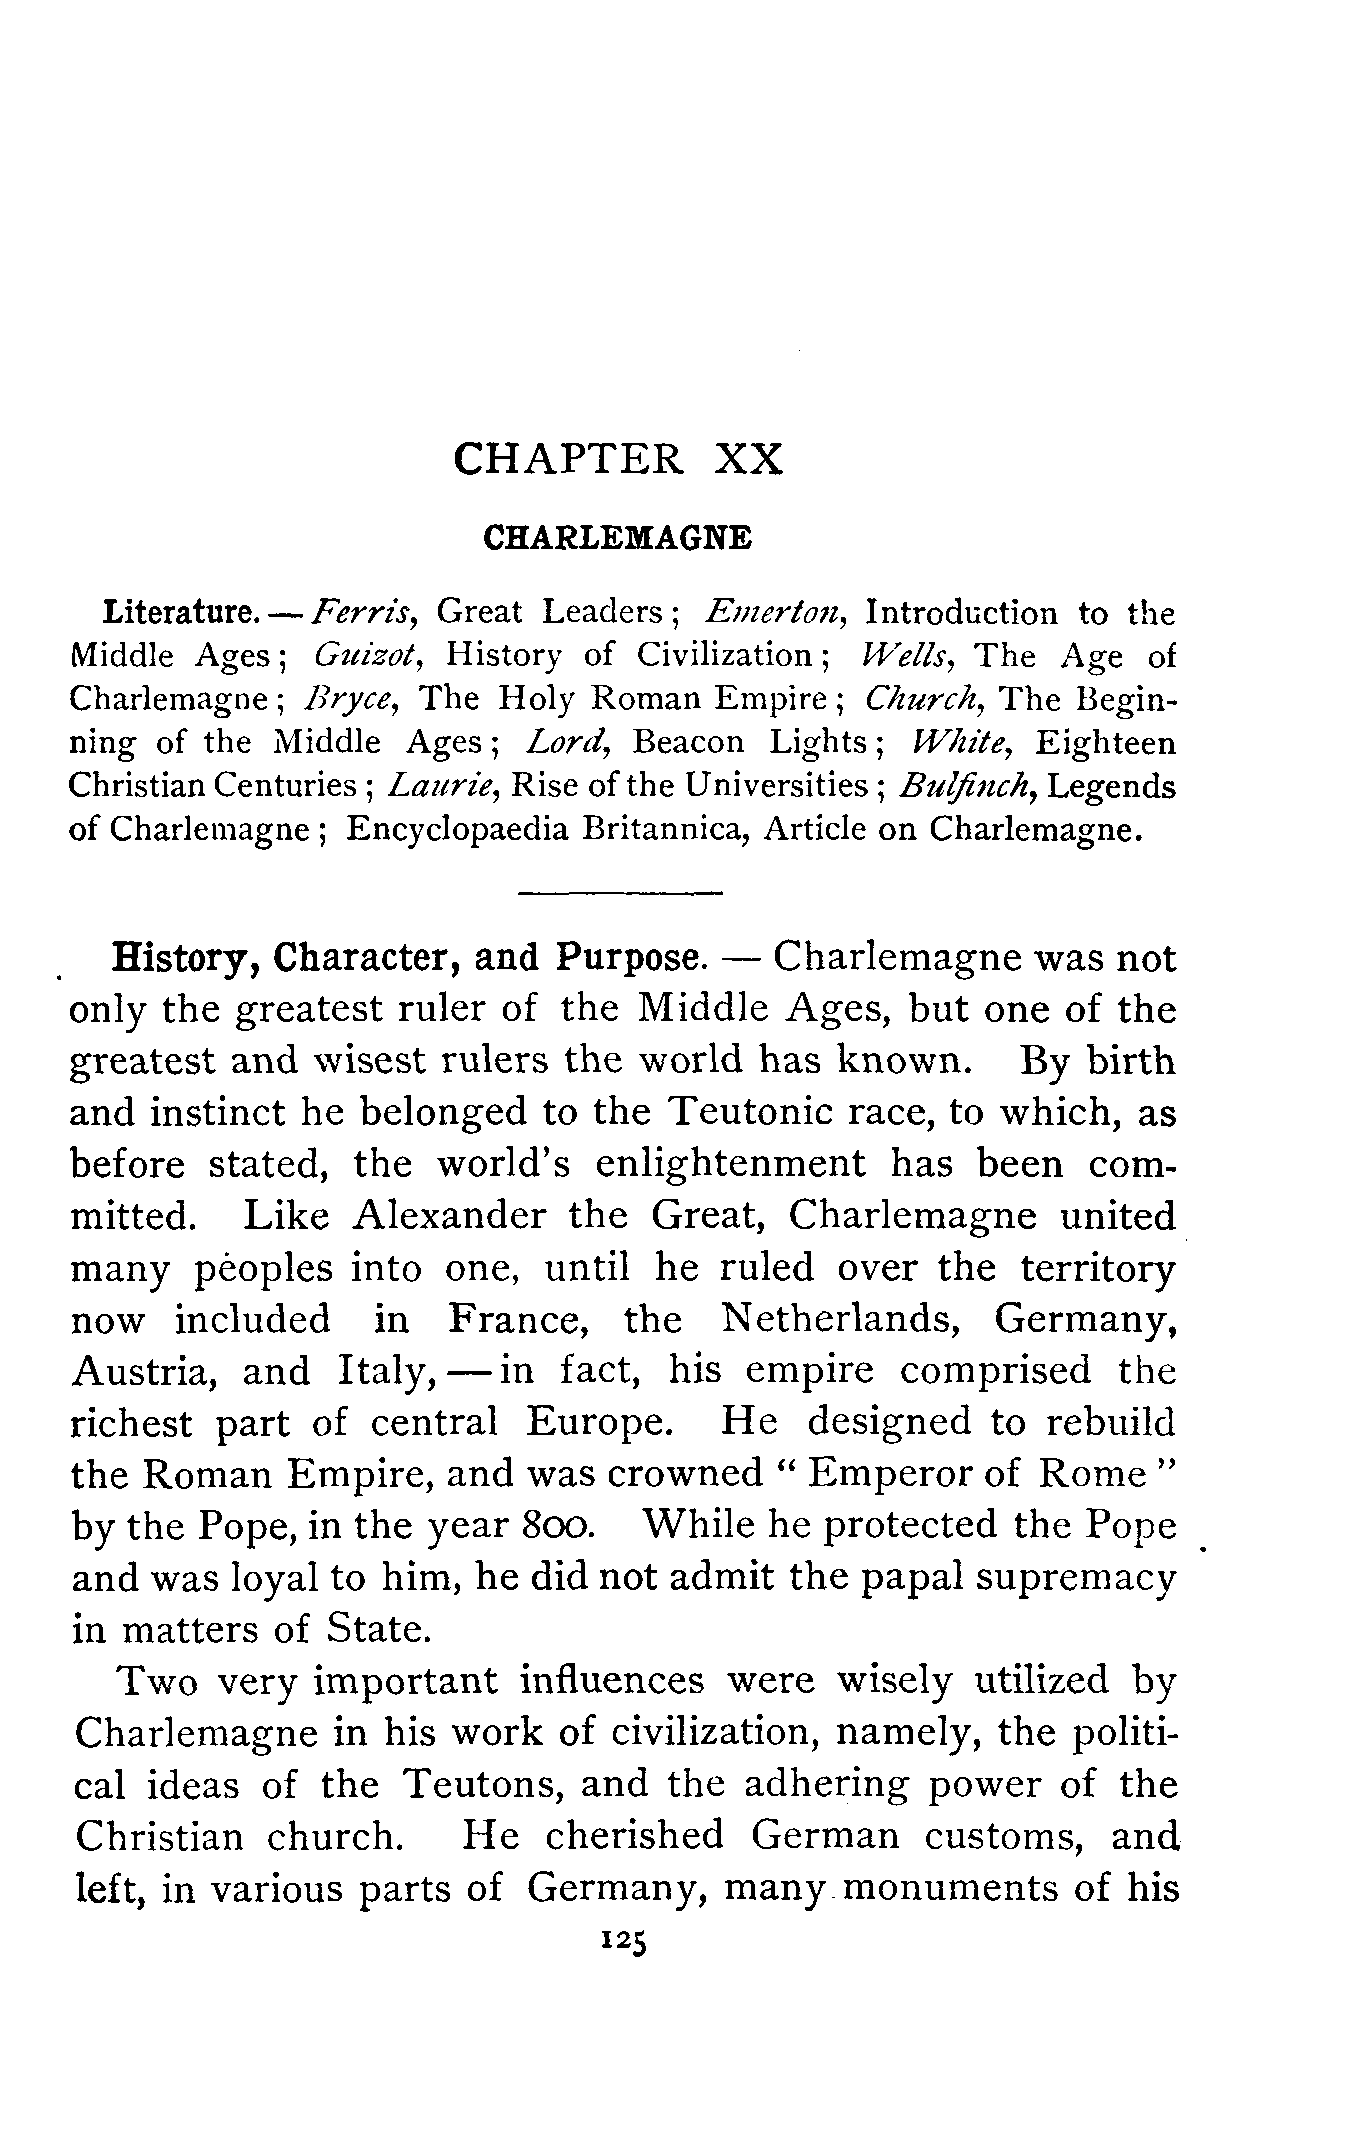 CHAPTER XX
CHARLEMAGNE
Literature. — Ferris, Great Leaders; Emerton, Introduction to the
Middle Ages; Guizot, History of Civilization; Wells, The Age of
Charlemagne; Bryce, The Holy Roman Empire; Church, The Begin-
ning of the Middle Ages; Lord, Beacon Lights; White, Eighteen
Christian Centuries; Laurie, Rise of the Universities; Bulfinch, Legends
of Charlemagne; Encyclopaedia Britannica, Article on Charlemagne.
History, Character, and Purpose. — Charlemagne was not
only the greatest ruler of the Middle Ages, but one of the
greatest and wisest rulers the world has known. By birth
and instinct he belonged to the Teutonic race, to which, as
before stated, the world's enlightenment has been com-
mitted. Like Alexander the Great, Charlemagne united
many peoples into one, until he ruled over the territory
now included in France, the Netherlands, Germany,
Austria, and Italy, — in fact, his empire comprised the
richest part of central Europe. He designed to rebuild
the Roman Empire, and was crowned “Emperor of Rome”
by the Pope, in the year 800. While he protected the Pope
and was loyal to him, he did not admit the papal supremacy
in matters of State.
Two very important influences were wisely utilized by
Charlemagne in his work of civilization, namely, the politi-
cal ideas of the Teutons, and the adhering power of the
Christian church. He cherished German customs, and
left, in various parts of Germany, many monuments of his
125